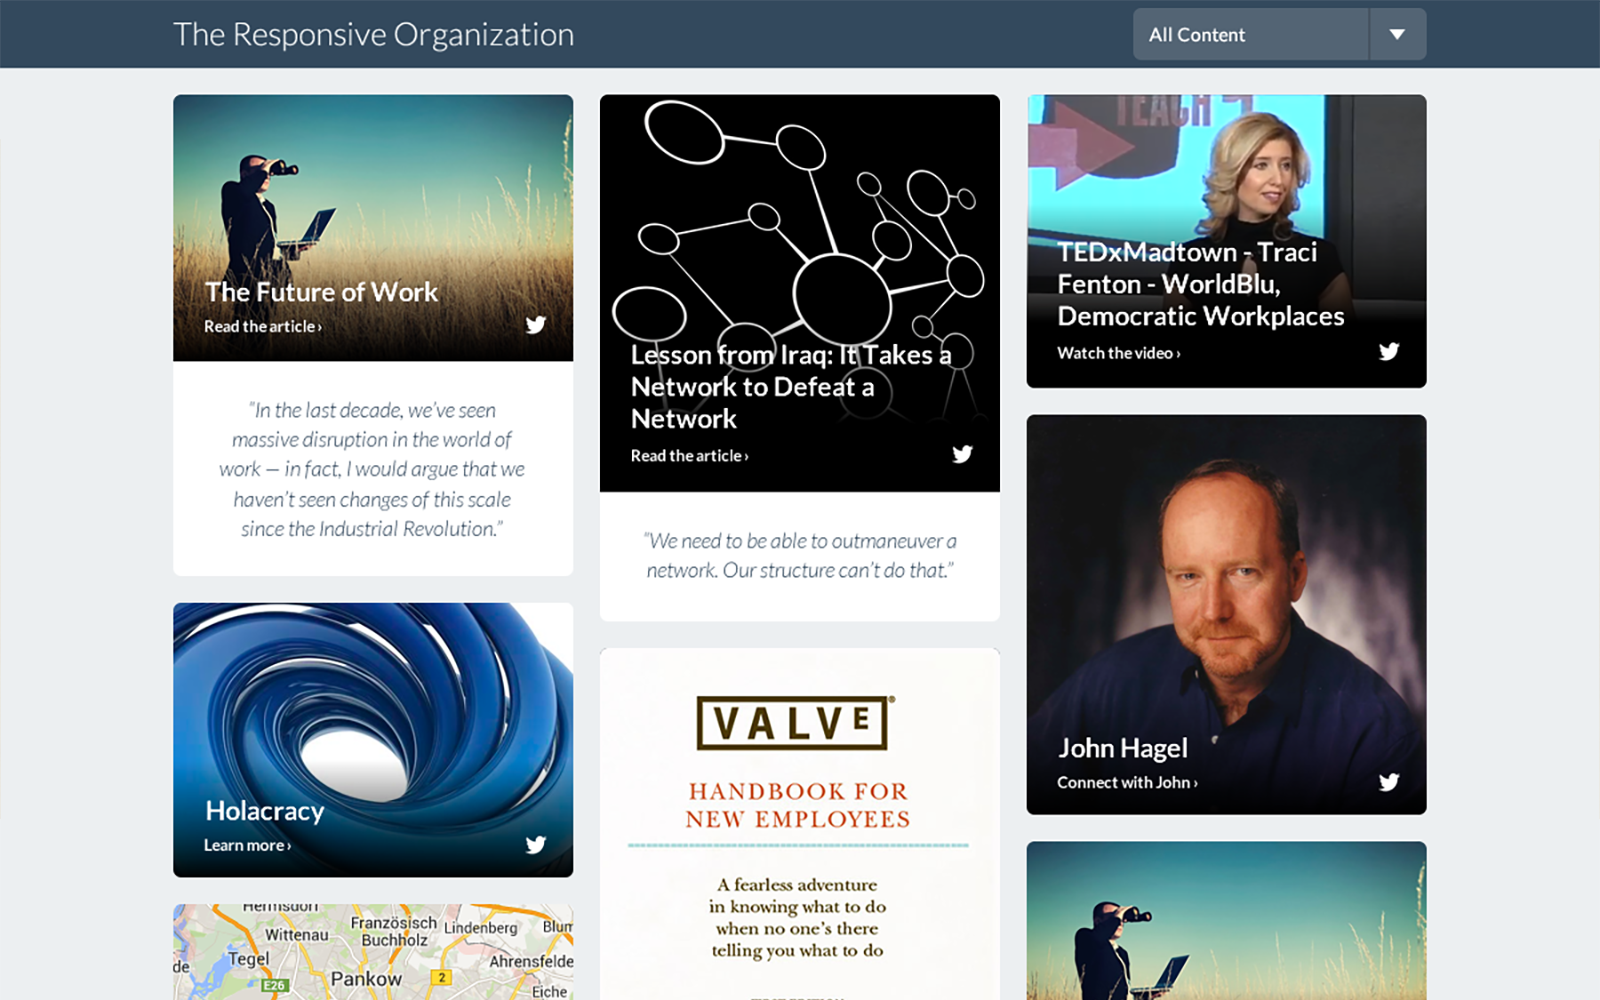 The Responsive Organization
All Content
The Future of Work
Read the article ›
"In the last decade, we've seen
massive disruption in the world of
work — in fact, I would argue that we
haven't seen changes of this scale
since the Industrial Revolution."
Holacracy
Learn more ›
Hermsdorf
Französisch
Buchholz
Lindenberg
Wittenau
Tegel
Pankow
2
E26
Ahrensfelde
Eiche
Lesson from Iraq: It Takes a
Network to Defeat a
Network
Read the article ›
"We need to be able to outmaneuver a
network. Our structure can't do that."
VALVE®
HANDBOOK FOR
NEW EMPLOYEES
A fearless adventure
in knowing what to do
when no one's there
telling you what to do
TEACH
TEDxMadtown - Traci
Fenton - WorldBlu,
Democratic Workplaces
Watch the video ›
John Hagel
Connect with John ›